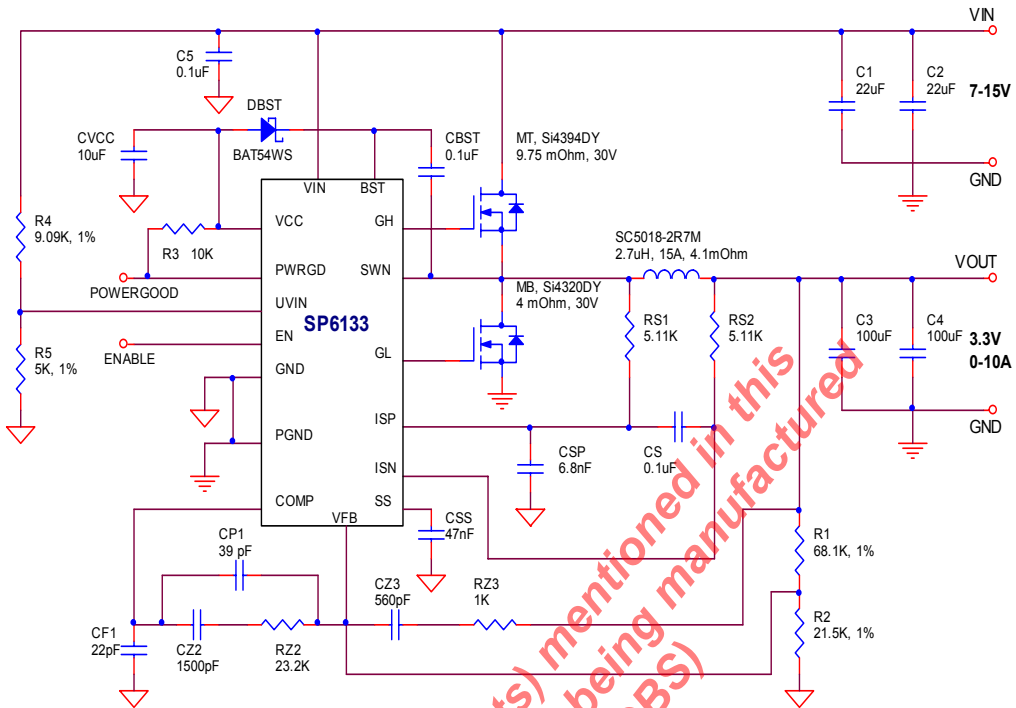 VIN
C5
0.1uF
C1
22uF
C2
22uF
7-15V
DBST
BAT54WS
CVCC
10uF
CBST
0.1uF
MT, Si4394DY
9.75 mOhm, 30V
GND
VIN
BST
VCC
GH
R4
9.09K, 1%
R3 10K
SC5018-2R7M
2.7uH, 15A, 4.1mOhm
PWRGD
SWN
VOUT
POWERGOOD
MB, Si4320DY
4 mOhm, 30V
UVIN
SP6133
EN
ENABLE
RS1
5.11K
RS2
5.11K
C3
100uF
C4
100uF
3.3V
0-10A
R5
5K, 1%
GL
GND
ISP
GND
PGND
CSP
6.8nF
CS
0.1uF
ISN
COMP
SS
VFB
CSS
47nF
CP1
39 pF
R1
68.1K, 1%
CZ3
560pF
RZ3
1K
CF1
22pF
CZ2
1500pF
RZ2
23.2K
R2
21.5K, 1%
ts) mentioned in this
being manufactured
OBS)